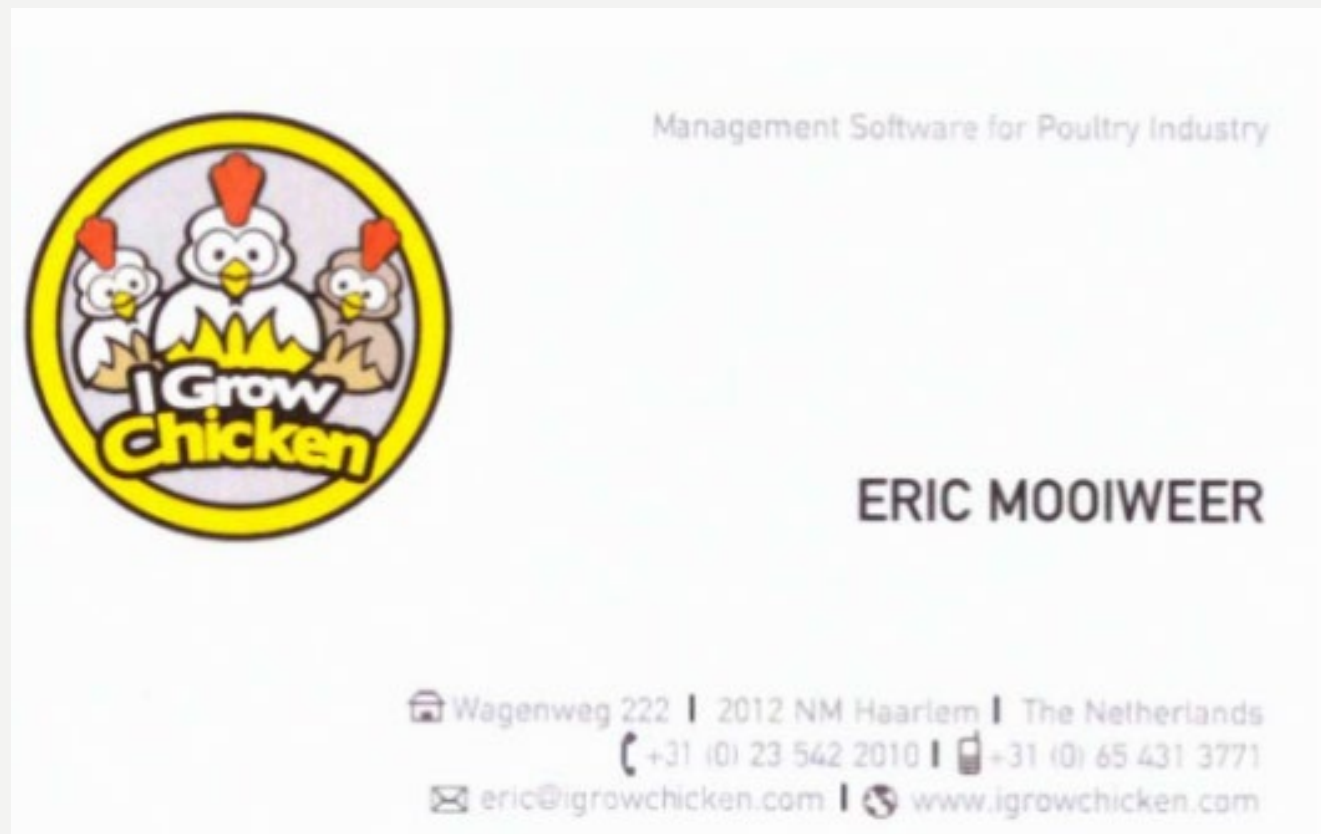 Management Software for Poultry Industry
I Grow
Chicken
ERIC MOOIWEER
Wagenweg 222 | 2012 NM Haarlem | The Netherlands
+31 (0) 23 542 2010 | +31 (0) 65 431 3771
eric@igrowchicken.com | www.igrowchicken.com